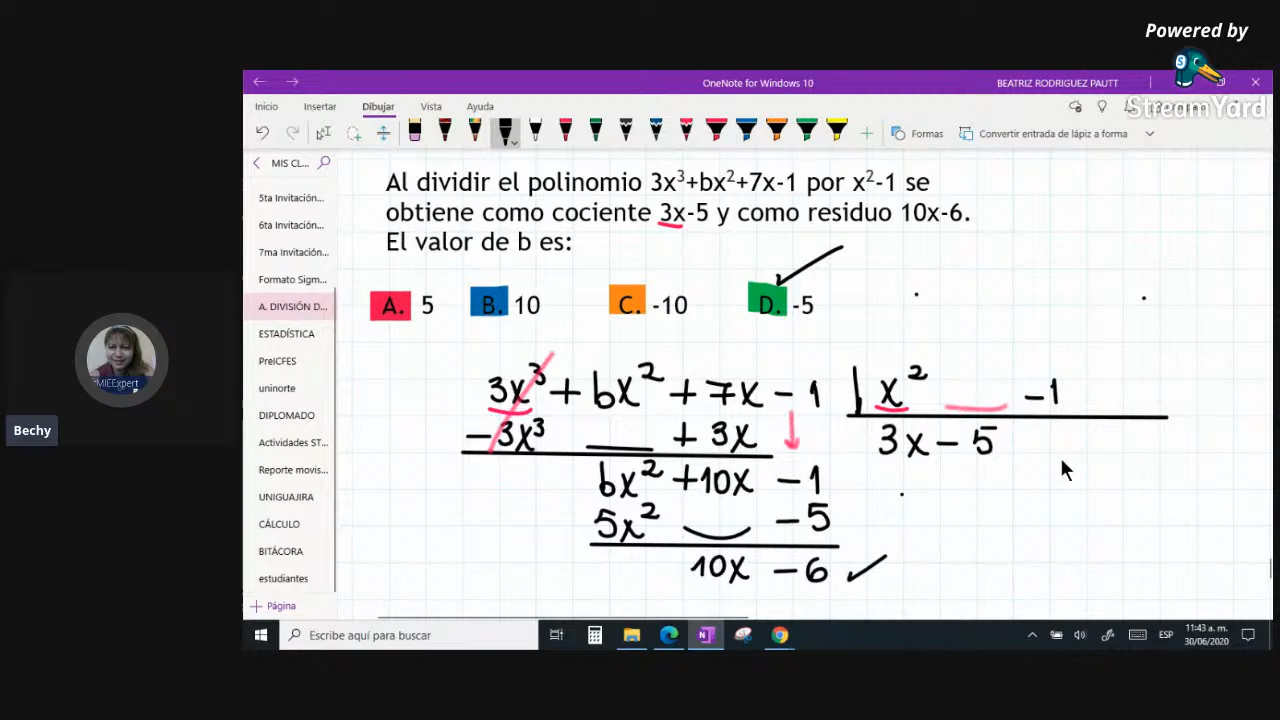 Powered by
StreamYard
OneNote for Windows 10
BEATRIZ RODRIGUEZ PAUTT
Inicio Insertar Dibujar Vista Ayuda
Formas Convertir entrada de lápiz a forma
MIS CL...
5ta Invitación...
6ta Invitación...
7ma Invitación...
Formato Sigm...
A. DIVISIÓN D...
ESTADÍSTICA
PreICFES
uninorte
DIPLOMADO
Actividades ST...
Reporte movis...
UNIGUAJIRA
CÁLCULO
BITÁCORA
estudiantes
+ Página
Al dividir el polinomio 3x³+bx²+7x-1 por x²-1 se
obtiene como cociente 3x-5 y como residuo 10x-6.
El valor de b es:
A. 5 B. 10 C. -10 D. -5
3x³ + bx² + 7x - 1 x² -1
-3x³ + 3x 3x - 5
bx² +10x -1
5x² -5
10x -6
#MIEExpert
Bechy
Escribe aquí para buscar
ESP
11:43 a. m.
30/06/2020